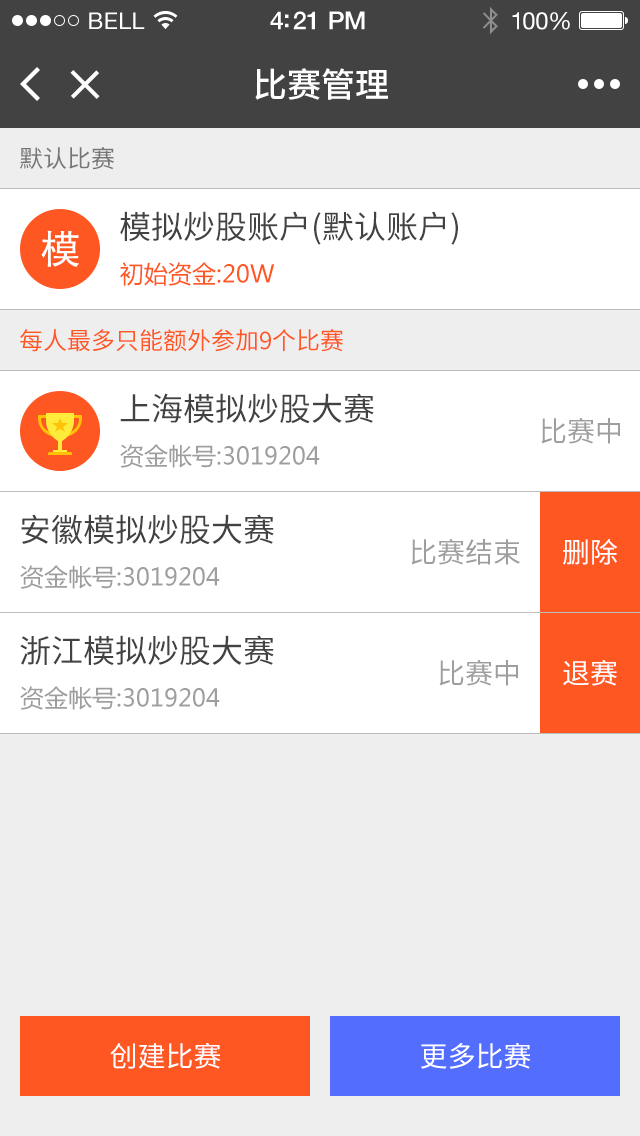 BELL 4:21 PM 100%
比赛管理
默认比赛
模
模拟炒股账户(默认账户)
初始资金:20W
每人最多只能额外参加9个比赛
上海模拟炒股大赛
资金帐号:3019204
比赛中
安徽模拟炒股大赛
资金帐号:3019204
比赛结束
删除
浙江模拟炒股大赛
资金帐号:3019204
比赛中
退赛
创建比赛
更多比赛